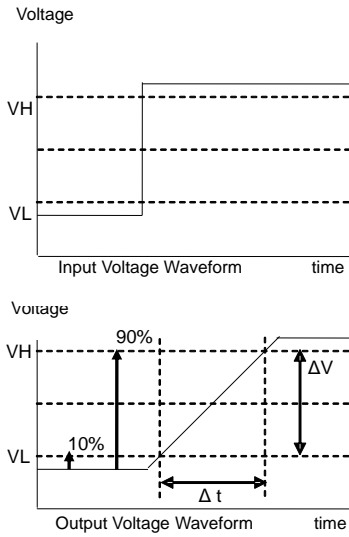 Voltage
VH
VL
Input Voltage Waveform time
Voltage
90%
VH
ΔV
10%
VL
Δ t
Output Voltage Waveform time